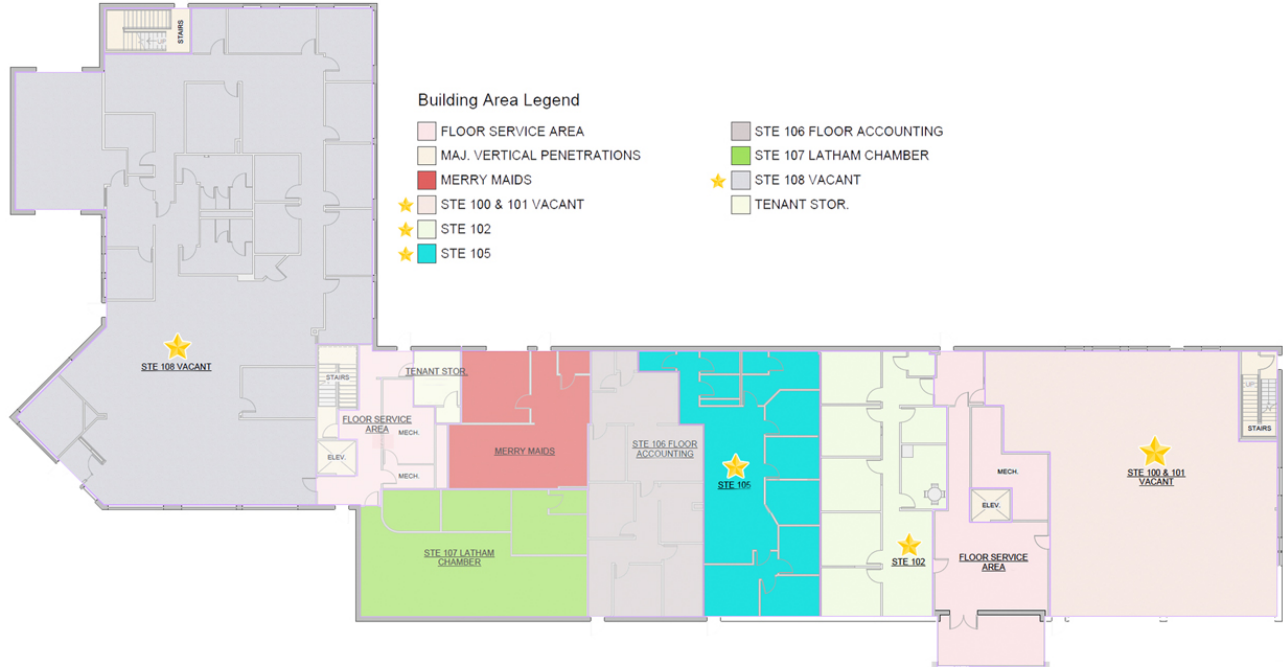 STAIRS
Building Area Legend
FLOOR SERVICE AREA
MAJ. VERTICAL PENETRATIONS
MERRY MAIDS
STE 100 & 101 VACANT
STE 102
STE 105
STE 106 FLOOR ACCOUNTING
STE 107 LATHAM CHAMBER
STE 108 VACANT
TENANT STOR.
STE 108 VACANT
STAIRS
TENANT STOR.
FLOOR SERVICE
AREA
MECH.
ELEV.
MECH.
MERRY MAIDS
STE 107 LATHAM
CHAMBER
STE 106 FLOOR
ACCOUNTING
STE 105
STE 102
MECH.
ELEV.
FLOOR SERVICE
AREA
STE 100 & 101
VACANT
UP
STAIRS